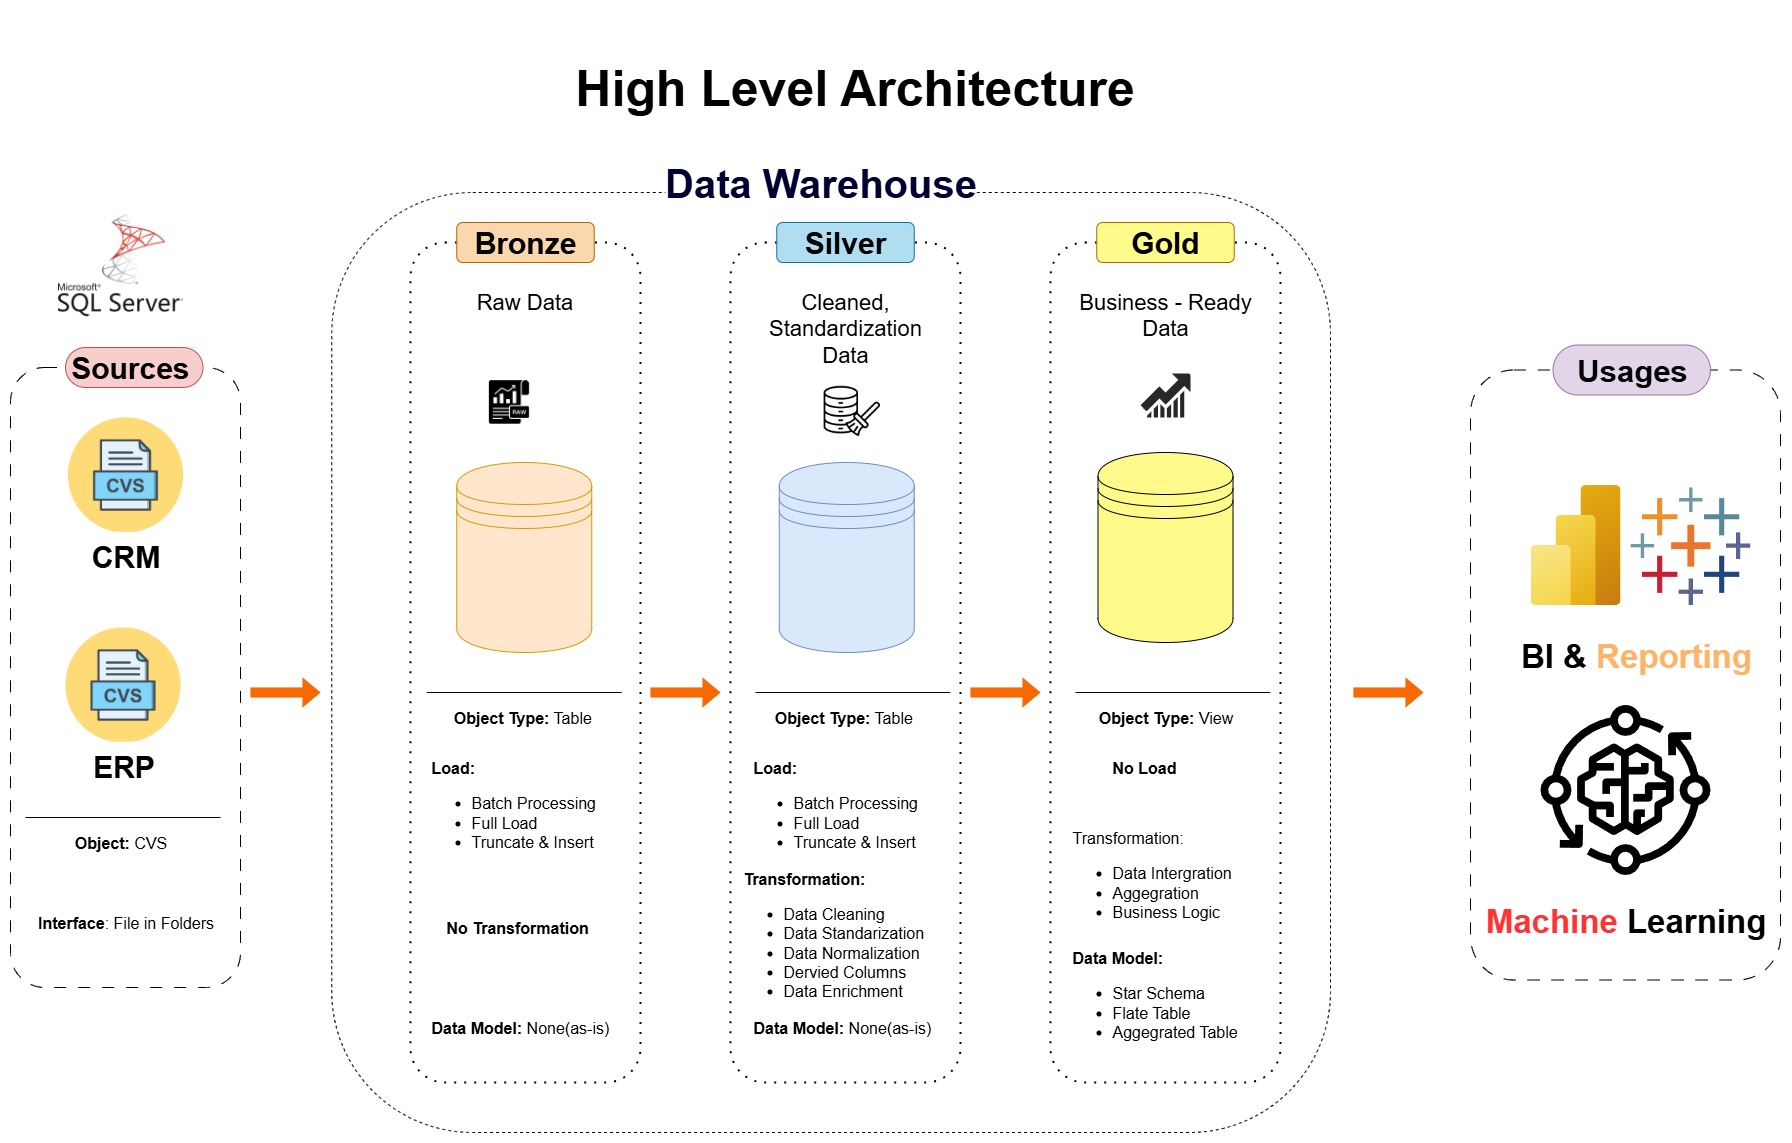 High Level Architecture
Data Warehouse
Microsoft®
SQL Server
Sources
CVS
CRM
CVS
ERP
Object: CVS
Interface: File in Folders
Bronze
Raw Data
RAW
Object Type: Table
Load:
• Batch Processing
• Full Load
• Truncate & Insert
No Transformation
Data Model: None(as-is)
Silver
Cleaned,
Standardization
Data
Object Type: Table
Load:
• Batch Processing
• Full Load
• Truncate & Insert
Transformation:
• Data Cleaning
• Data Standarization
• Data Normalization
• Dervied Columns
• Data Enrichment
Data Model: None(as-is)
Gold
Business - Ready
Data
Object Type: View
No Load
Transformation:
• Data Intergration
• Aggegration
• Business Logic
Data Model:
• Star Schema
• Flate Table
• Aggegrated Table
Usages
BI & Reporting
Machine Learning